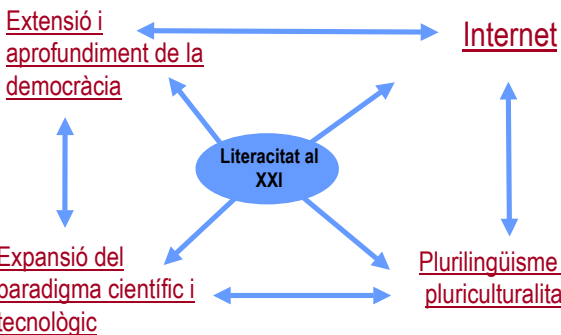 Extensió i
aprofundiment de la
democràcia
Internet
Literacitat al
XXI
Expansió del
paradigma científic i
tecnològic
Plurilingüisme
pluriculturalita